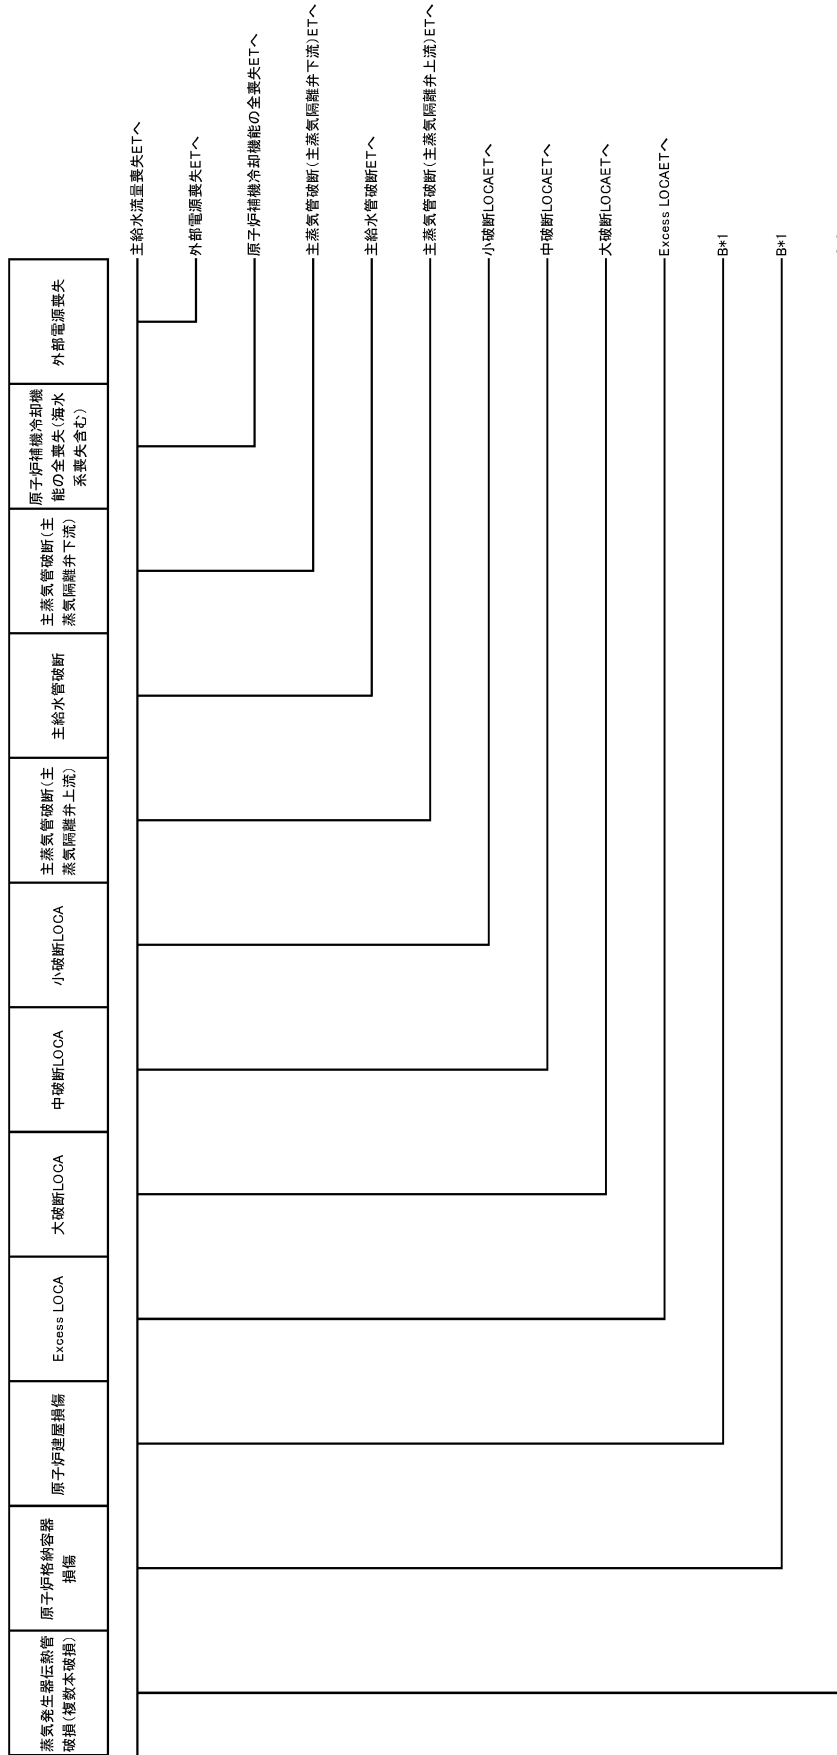 蒸気発生器伝熱管
破損(複数本破損)
原子炉格納容器
損傷
原子炉建屋損傷
Excess LOCA
大破断LOCA
中破断LOCA
小破断LOCA
主蒸気管破断(主
蒸気隔離弁上流)
主給水管破断
主蒸気管破断(主
蒸気隔離弁下流)
原子炉補機冷却機
能の全喪失(海水
系喪失含む)
外部電源喪失
主給水流量喪失ETへ
外部電源喪失ETへ
原子炉補機冷却機能の全喪失ETへ
主蒸気管破断(主蒸気隔離弁下流)ETへ
主給水管破断ETへ
主蒸気管破断(主蒸気隔離弁上流)ETへ
小破断LOCAETへ
中破断LOCAETへ
大破断LOCAETへ
Excess LOCAETへ
B*1
B*1